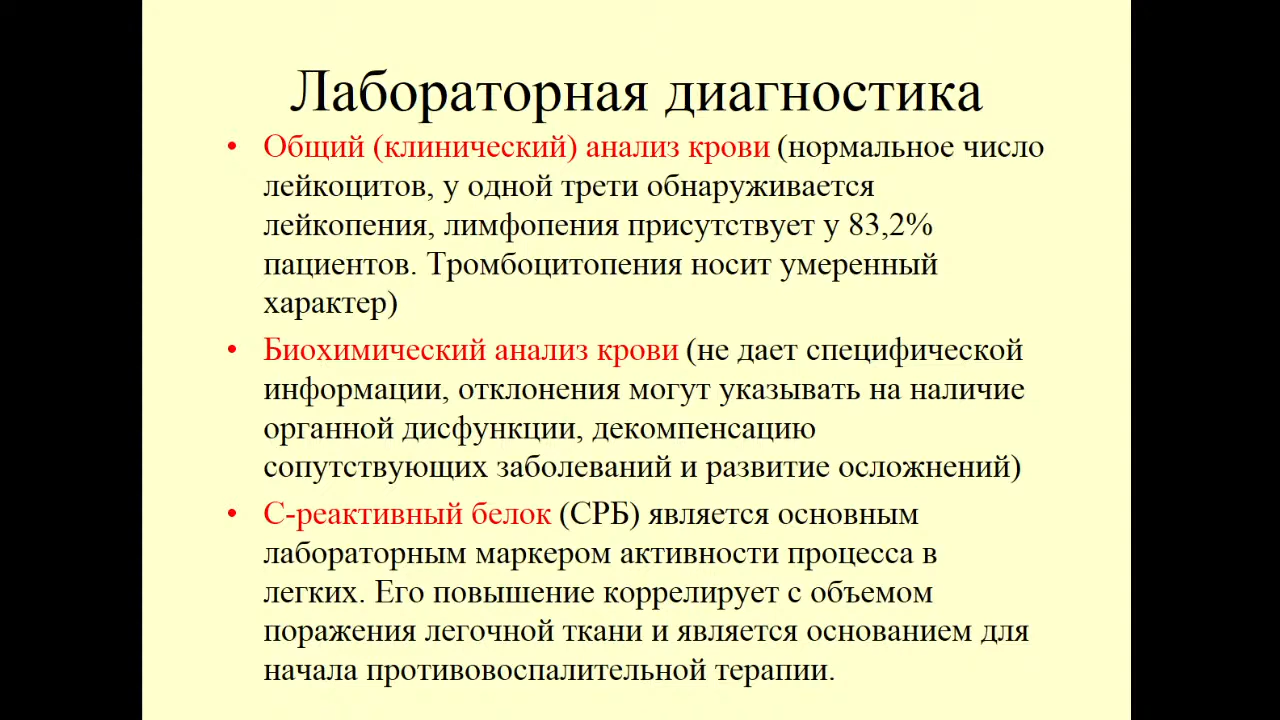 Лабораторная диагностика
• Общий (клинический) анализ крови (нормальное число
лейкоцитов, у одной трети обнаруживается
лейкопения, лимфопения присутствует у 83,2%
пациентов. Тромбоцитопения носит умеренный
характер)
• Биохимический анализ крови (не дает специфической
информации, отклонения могут указывать на наличие
органной дисфункции, декомпенсацию
сопутствующих заболеваний и развитие осложнений)
• С-реактивный белок (СРБ) является основным
лабораторным маркером активности процесса в
легких. Его повышение коррелирует с объемом
поражения легочной ткани и является основанием для
начала противовоспалительной терапии.